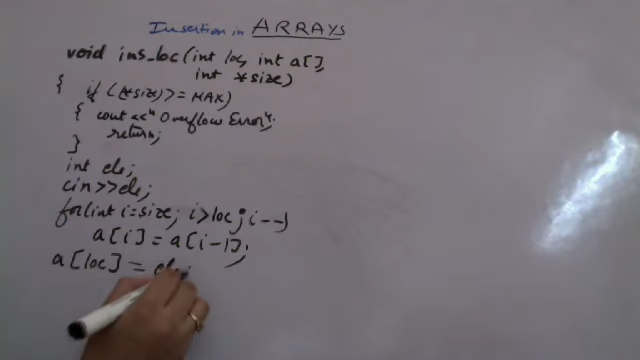 Insertion in ARRAYS
void ins_loc(int loc, int a[],
int *size)
{ if ((*size)>= MAX)
{ cout<<"Overflow Error";
return;
}
int ele;
cin>>ele;
for(int i=size; i>loc; i--)
a[i] = a[i-1];
a[loc] = ele;